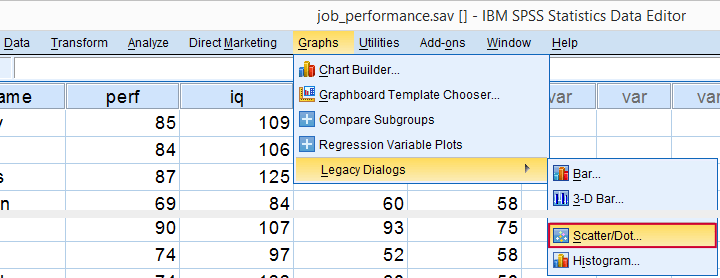 job_performance.sav [] - IBM SPSS Statistics Data Editor
Data Transform Analyze Direct Marketing Graphs Utilities Add-ons Window Help
Chart Builder...
Graphboard Template Chooser...
Compare Subgroups
Regression Variable Plots
Legacy Dialogs
Bar...
3-D Bar...
Scatter/Dot...
Histogram...
ame perf iq var var va
85 109
84 106
87 125
69 84 60 58
90 107 93 75
74 97 52 58